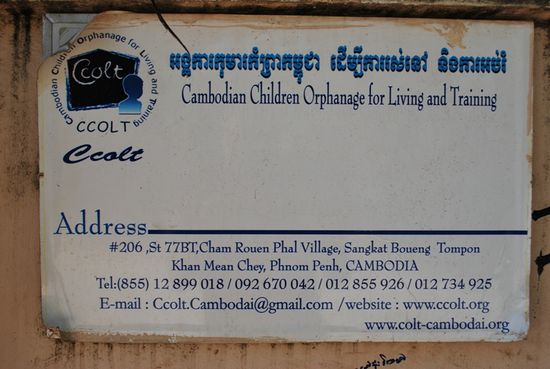 Cambodian Children Orphanage for Living and Training
Ccolt
CCOLT
Ccolt
អង្គការកុមារកំព្រាកម្ពុជា ដើម្បីការរស់នៅ និងការអប់រំ
Cambodian Children Orphanage for Living and Training
Address
#206 ,St 77BT,Cham Rouen Phal Village, Sangkat Boueng Tompon
Khan Mean Chey, Phnom Penh, CAMBODIA
Tel:(855) 12 899 018 / 092 670 042 / 012 855 926 / 012 734 925
E-mail : Ccolt.Cambodai@gmail.com /website : www.ccolt.org
www.colt-cambodai.org